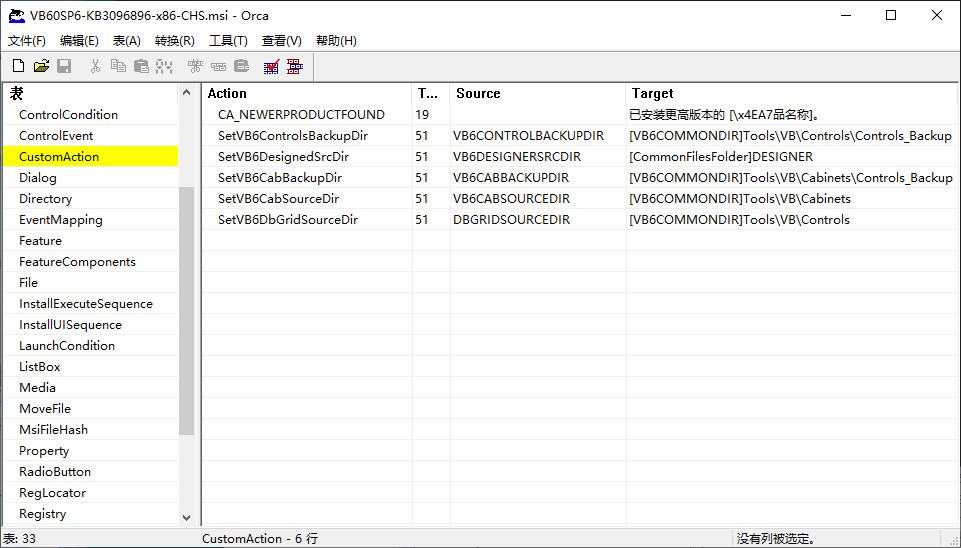 VB60SP6-KB3096896-x86-CHS.msi - Orca
文件(F) 编辑(E) 表(A) 转换(R) 工具(T) 查看(V) 帮助(H)
表
ControlCondition
ControlEvent
CustomAction
Dialog
Directory
EventMapping
Feature
FeatureComponents
File
InstallExecuteSequence
InstallUISequence
LaunchCondition
ListBox
Media
MoveFile
MsiFileHash
Property
RadioButton
RegLocator
Registry
Action T... Source Target
CA_NEWERPRODUCTFOUND 19 已安装更高版本的 [\x4EA7品名称]。
SetVB6ControlsBackupDir 51 VB6CONTROLBACKUPDIR [VB6COMMONDIR]Tools\VB\Controls\Controls_Backup
SetVB6DesignedSrcDir 51 VB6DESIGNERSRCDIR [CommonFilesFolder]DESIGNER
SetVB6CabBackupDir 51 VB6CABBACKUPDIR [VB6COMMONDIR]Tools\VB\Cabinets\Controls_Backup
SetVB6CabSourceDir 51 VB6CABSOURCEDIR [VB6COMMONDIR]Tools\VB\Cabinets
SetVB6DbGridSourceDir 51 DBGRIDSOURCEDIR [VB6COMMONDIR]Tools\VB\Controls
表: 33 CustomAction - 6 行 没有列被选定。